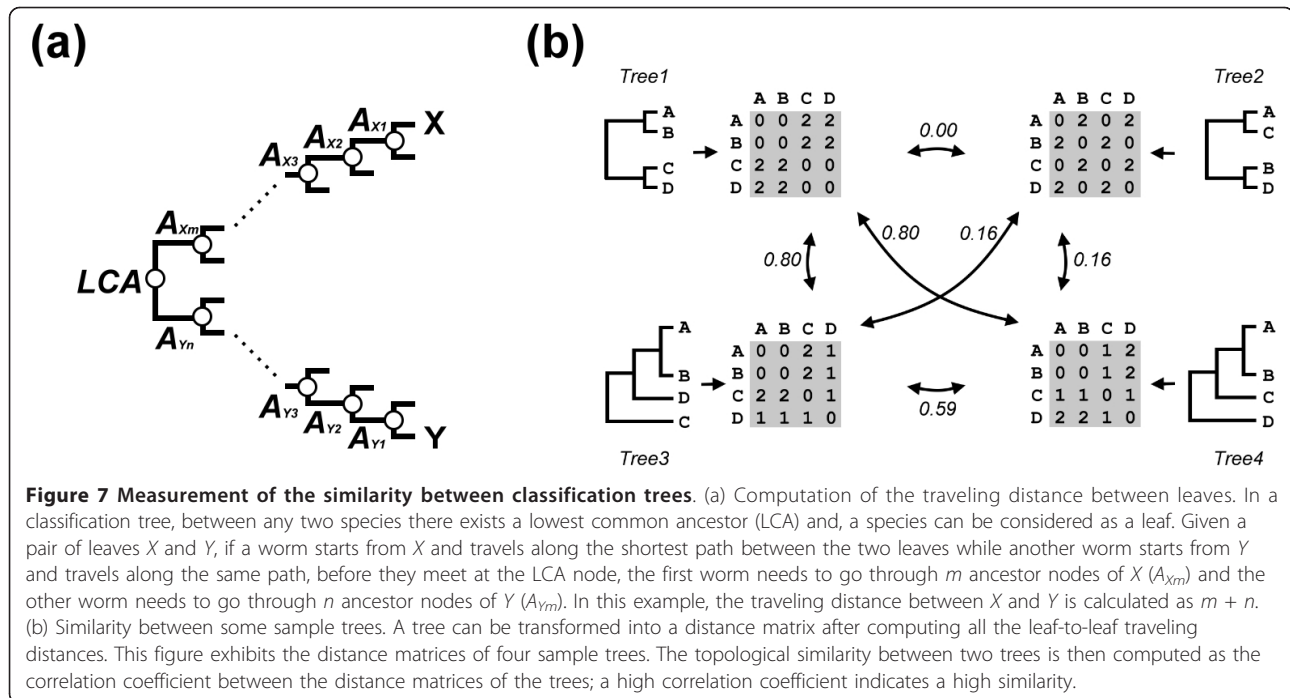 (a)
A_X1 X
A_X2
A_X3
A_Xm
LCA
A_Yn
A_Y3
A_Y2
A_Y1 Y
(b)
Tree1
A
B
C
D
A B C D
A 0 0 2 2
B 0 0 2 2
C 2 2 0 0
D 2 2 0 0
0.00
Tree2
A B C D
A 0 2 0 2
B 2 0 2 0
C 0 2 0 2
D 2 0 2 0
A
C
B
D
0.80
0.80
0.16
0.16
A
B
D
C
Tree3
A B C D
A 0 0 2 1
B 0 0 2 1
C 2 2 0 1
D 1 1 1 0
0.59
A B C D
A 0 0 1 2
B 0 0 1 2
C 1 1 0 1
D 2 2 1 0
A
B
C
D
Tree4
Figure 7 Measurement of the similarity between classification trees. (a) Computation of the traveling distance between leaves. In a
classification tree, between any two species there exists a lowest common ancestor (LCA) and, a species can be considered as a leaf. Given a
pair of leaves X and Y, if a worm starts from X and travels along the shortest path between the two leaves while another worm starts from Y
and travels along the same path, before they meet at the LCA node, the first worm needs to go through m ancestor nodes of X (A_Xm) and the
other worm needs to go through n ancestor nodes of Y (A_Ym). In this example, the traveling distance between X and Y is calculated as m + n.
(b) Similarity between some sample trees. A tree can be transformed into a distance matrix after computing all the leaf-to-leaf traveling
distances. This figure exhibits the distance matrices of four sample trees. The topological similarity between two trees is then computed as the
correlation coefficient between the distance matrices of the trees; a high correlation coefficient indicates a high similarity.